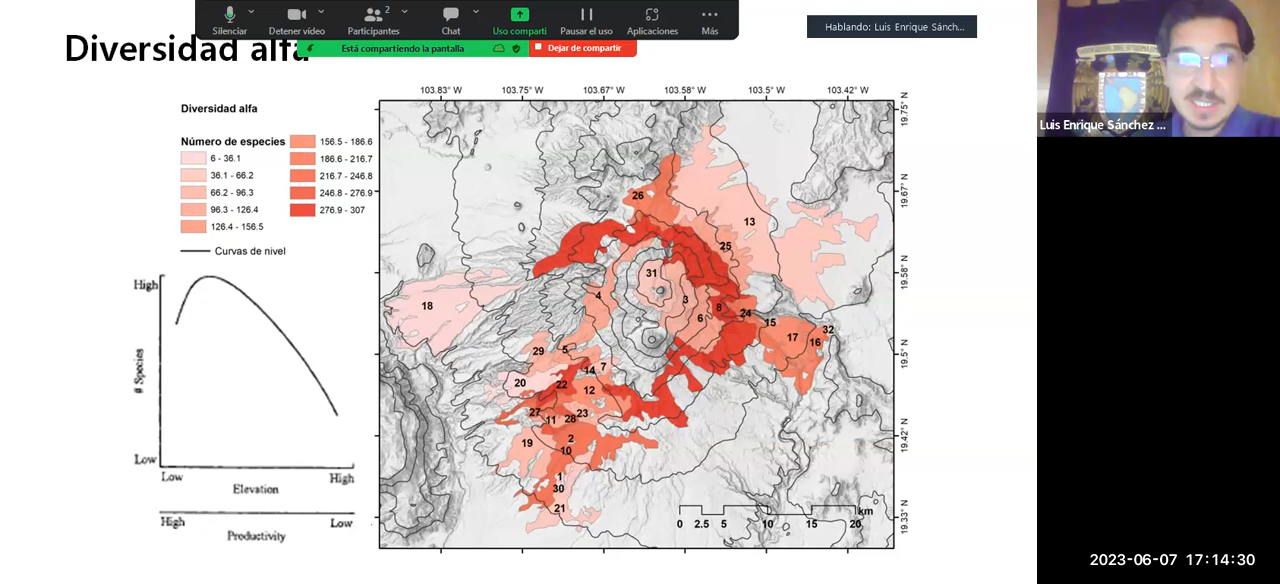 Silenciar
Detener vídeo
Participantes
2
Chat
Uso comparti
Pausar el uso
Aplicaciones
Más
Está compartiendo la pantalla
Dejar de compartir
Hablando: Luis Enrique Sánch...
Luis Enrique Sánchez ...
Diversidad alfa
Diversidad alfa
Número de especies
6 - 36.1
36.1 - 66.2
66.2 - 96.3
96.3 - 126.4
126.4 - 156.5
156.5 - 186.6
186.6 - 216.7
216.7 - 246.8
246.8 - 276.9
276.9 - 307
Curvas de nivel
High
# Species
Low
Low
High
Elevation
High
Low
Productivity
103.83° W
103.75° W
103.67° W
103.58° W
103.5° W
103.42° W
19.75° N
19.67° N
19.58° N
19.5° N
19.42° N
19.33° N
26
13
25
31
18
4
3
6
8
24
15
17
32
16
29
5
14
7
20
22
12
27
11
28
23
19
2
10
1
30
21
km
0 2.5 5 10 15 20
2023-06-07 17:14:30